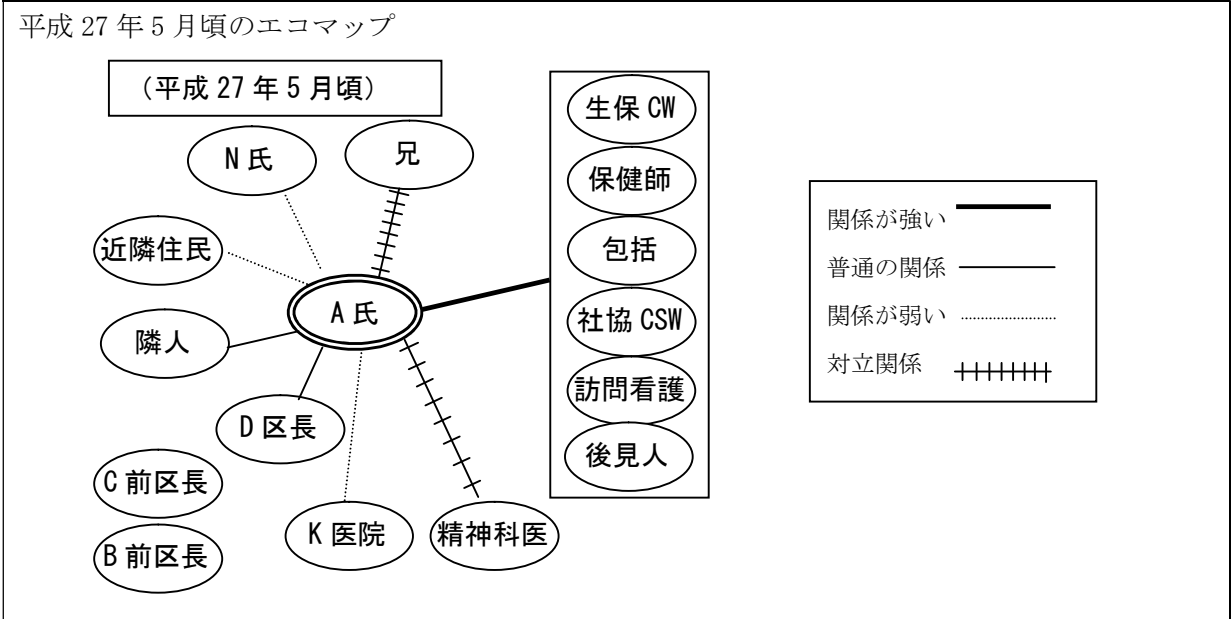 平成 27 年 5 月頃のエコマップ
（平成 27 年 5 月頃）
N 氏
兄
近隣住民
A 氏
隣人
D 区長
C 前区長
B 前区長
K 医院
精神科医
生保 CW
保健師
包括
社協 CSW
訪問看護
後見人
関係が強い
普通の関係
関係が弱い
対立関係